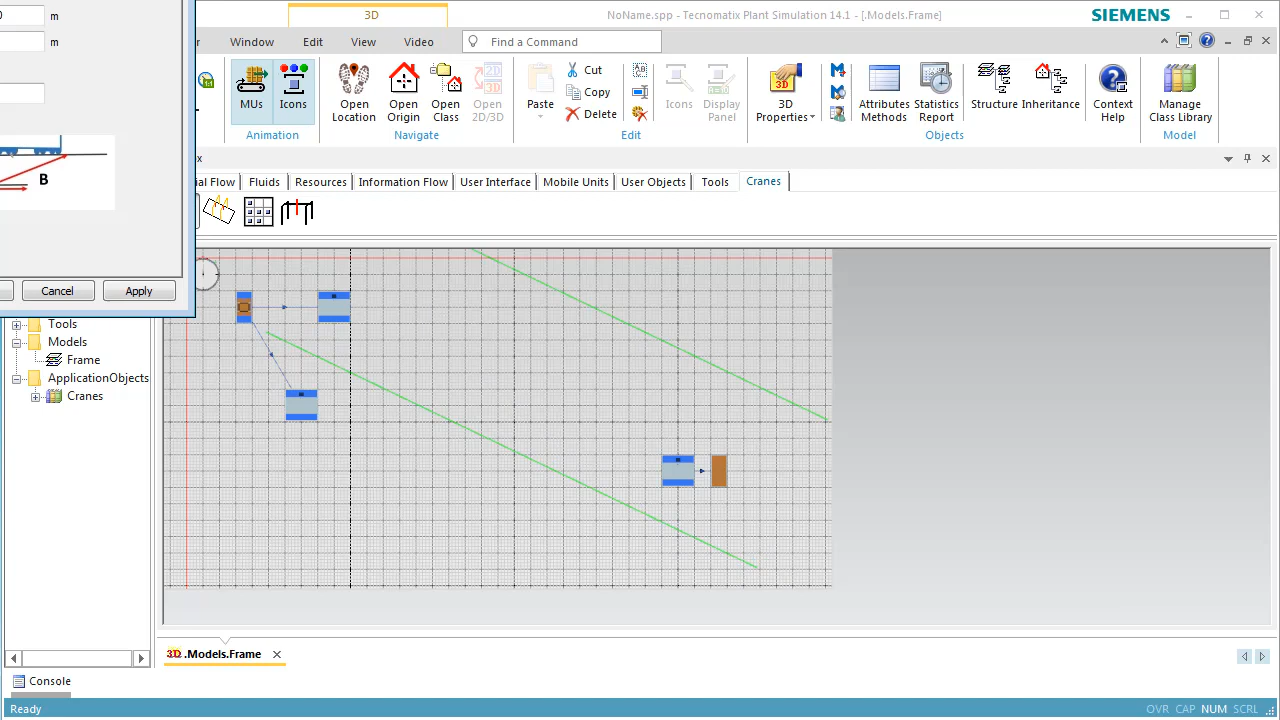 3D
NoName.spp - Tecnomatix Plant Simulation 14.1 - [.Models.Frame]
SIEMENS
m
m
B
Cancel
Apply
Window
Edit
View
Video
Find a Command
MUs
Icons
Animation
Open Location
Open Origin
Open Class
Open 2D/3D
Navigate
Paste
Cut
Copy
Delete
Icons
Display Panel
Edit
3D Properties
Attributes Methods
Statistics Report
Structure
Inheritance
Objects
Context Help
Manage Class Library
Model
Fluids
Resources
Information Flow
User Interface
Mobile Units
User Objects
Tools
Cranes
Tools
Models
Frame
ApplicationObjects
Cranes
3D .Models.Frame
Console
Ready
OVR CAP NUM SCRL